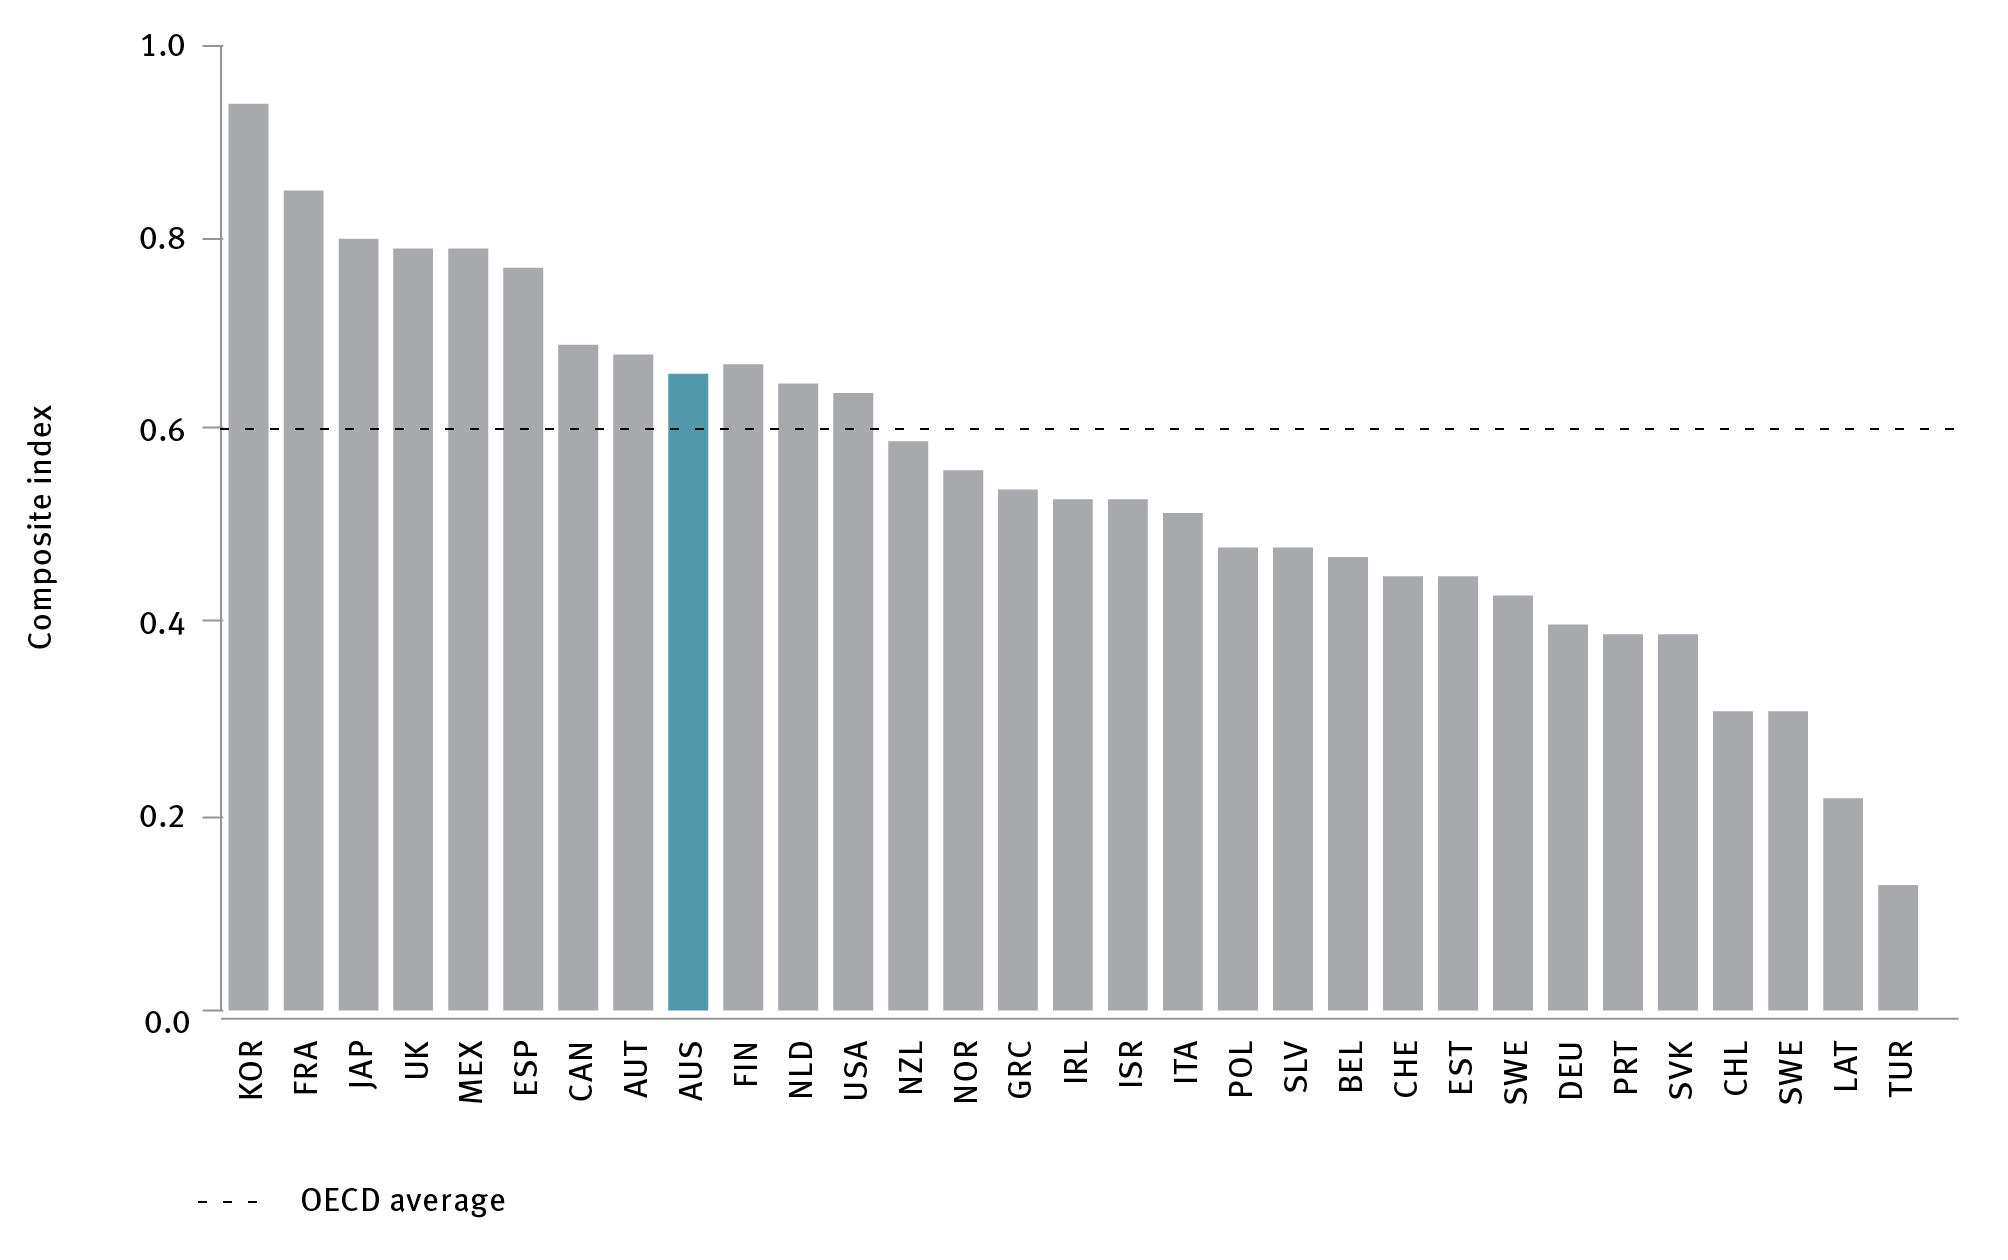 1.0
0.8
0.6
0.4
0.2
0.0
Composite index
KOR
FRA
JAP
UK
MEX
ESP
CAN
AUT
AUS
FIN
NLD
USA
NZL
NOR
GRC
IRL
ISR
ITA
POL
SLV
BEL
CHE
EST
SWE
DEU
PRT
SVK
CHL
SWE
LAT
TUR
OECD average